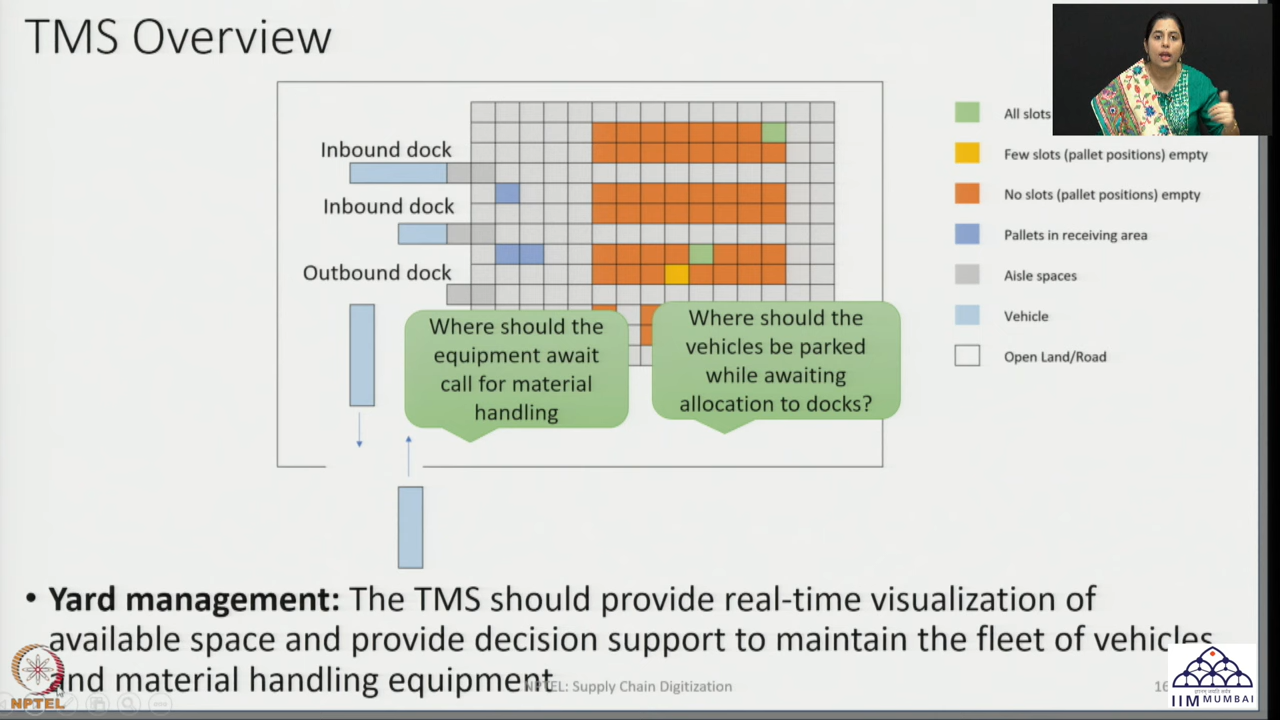 TMS Overview
Inbound dock
Inbound dock
Outbound dock
Where should the
equipment await
call for material
handling
Where should the
vehicles be parked
while awaiting
allocation to docks?
All slots
Few slots (pallet positions) empty
No slots (pallet positions) empty
Pallets in receiving area
Aisle spaces
Vehicle
Open Land/Road
• Yard management: The TMS should provide real-time visualization of
available space and provide decision support to maintain the fleet of vehicles
and material handling equipment
NPTEL: Supply Chain Digitization
16
NPTEL
IIM MUMBAI